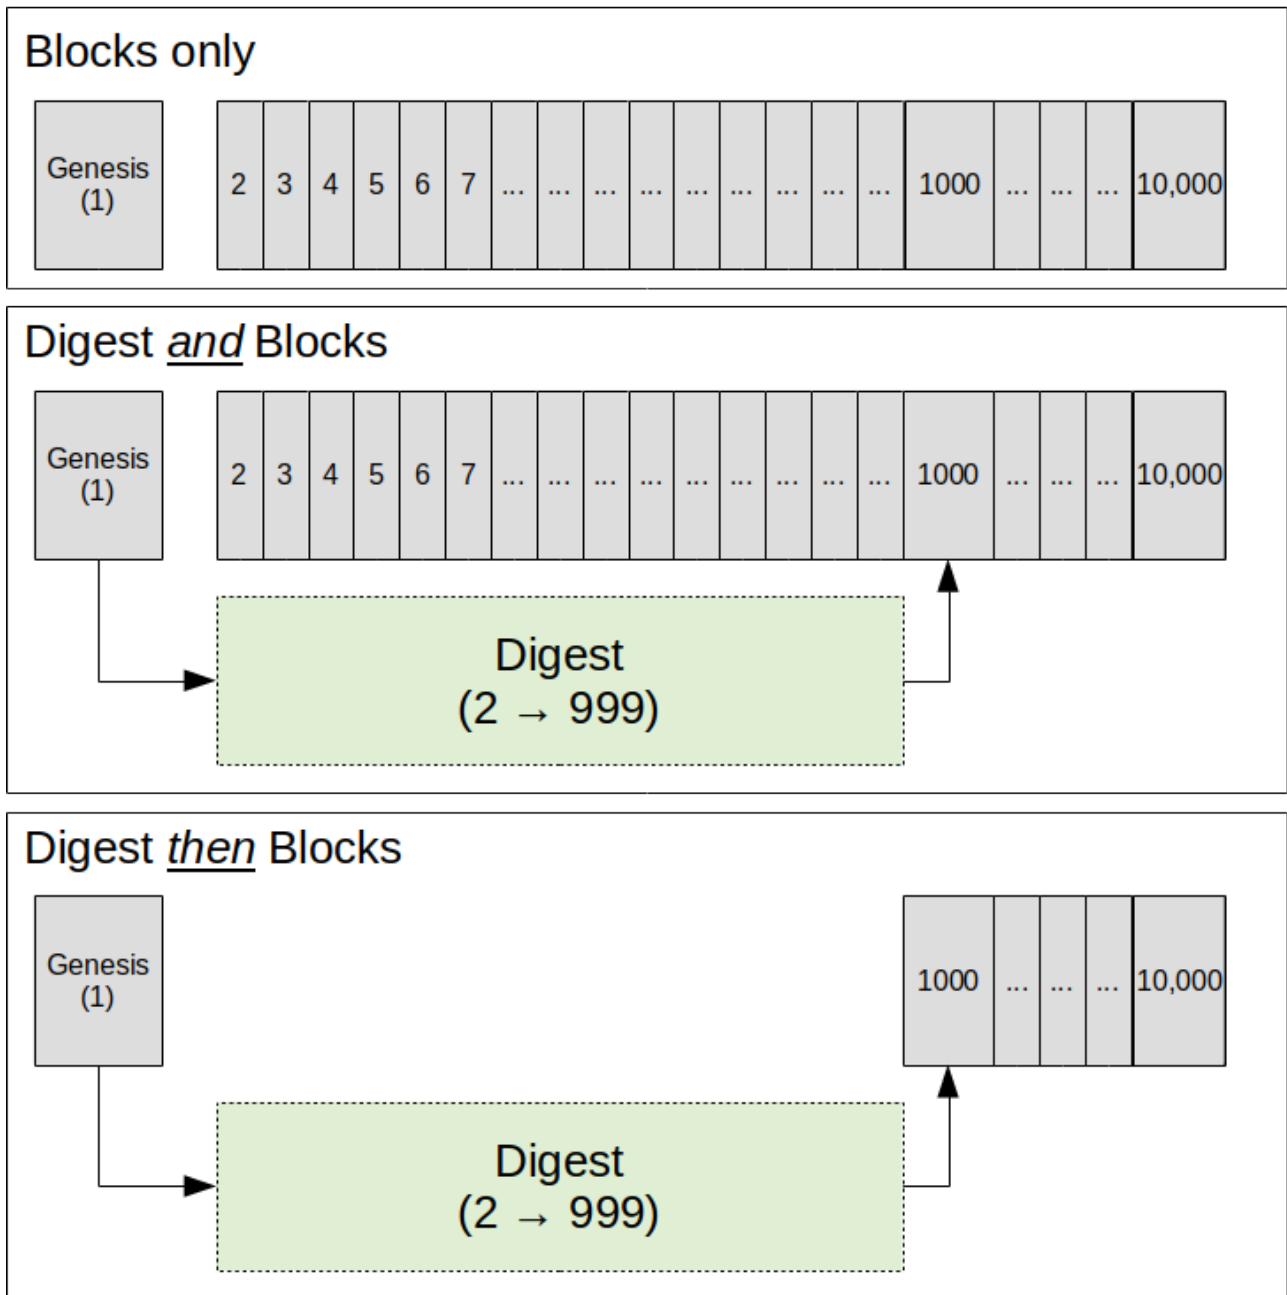 Blocks only
Genesis
(1)
2 3 4 5 6 7 ... ... ... ... ... ... ... ... ... 1000 ... ... ... 10,000
Digest and Blocks
Genesis
(1)
2 3 4 5 6 7 ... ... ... ... ... ... ... ... ... 1000 ... ... ... 10,000
Digest
(2 → 999)
Digest then Blocks
Genesis
(1)
1000 ... ... ... 10,000
Digest
(2 → 999)